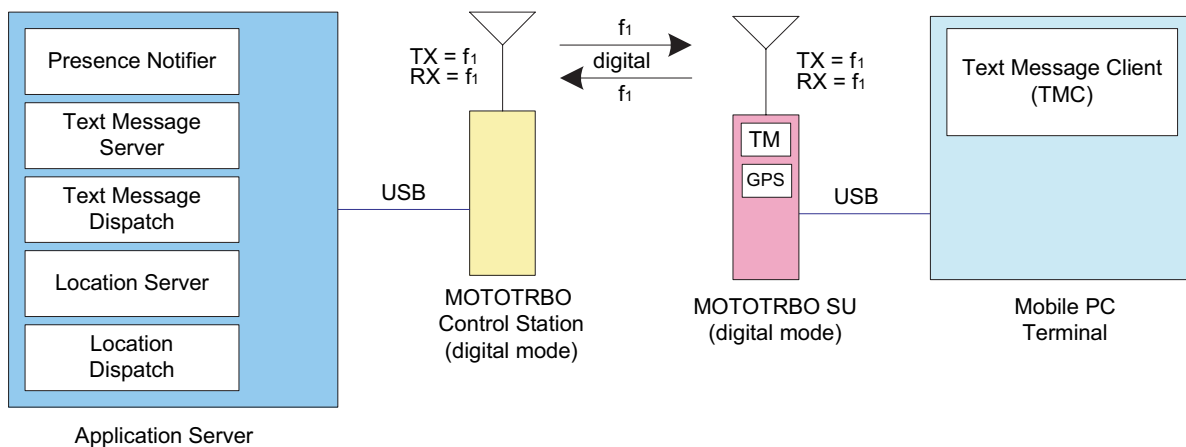 Presence Notifier
Text Message
Server
Text Message
Dispatch
Location Server
Location
Dispatch
Application Server
USB
TX = f1
RX = f1
MOTOTRBO
Control Station
(digital mode)
f1
digital
f1
TX = f1
RX = f1
TM
GPS
MOTOTRBO SU
(digital mode)
USB
Text Message Client
(TMC)
Mobile PC
Terminal